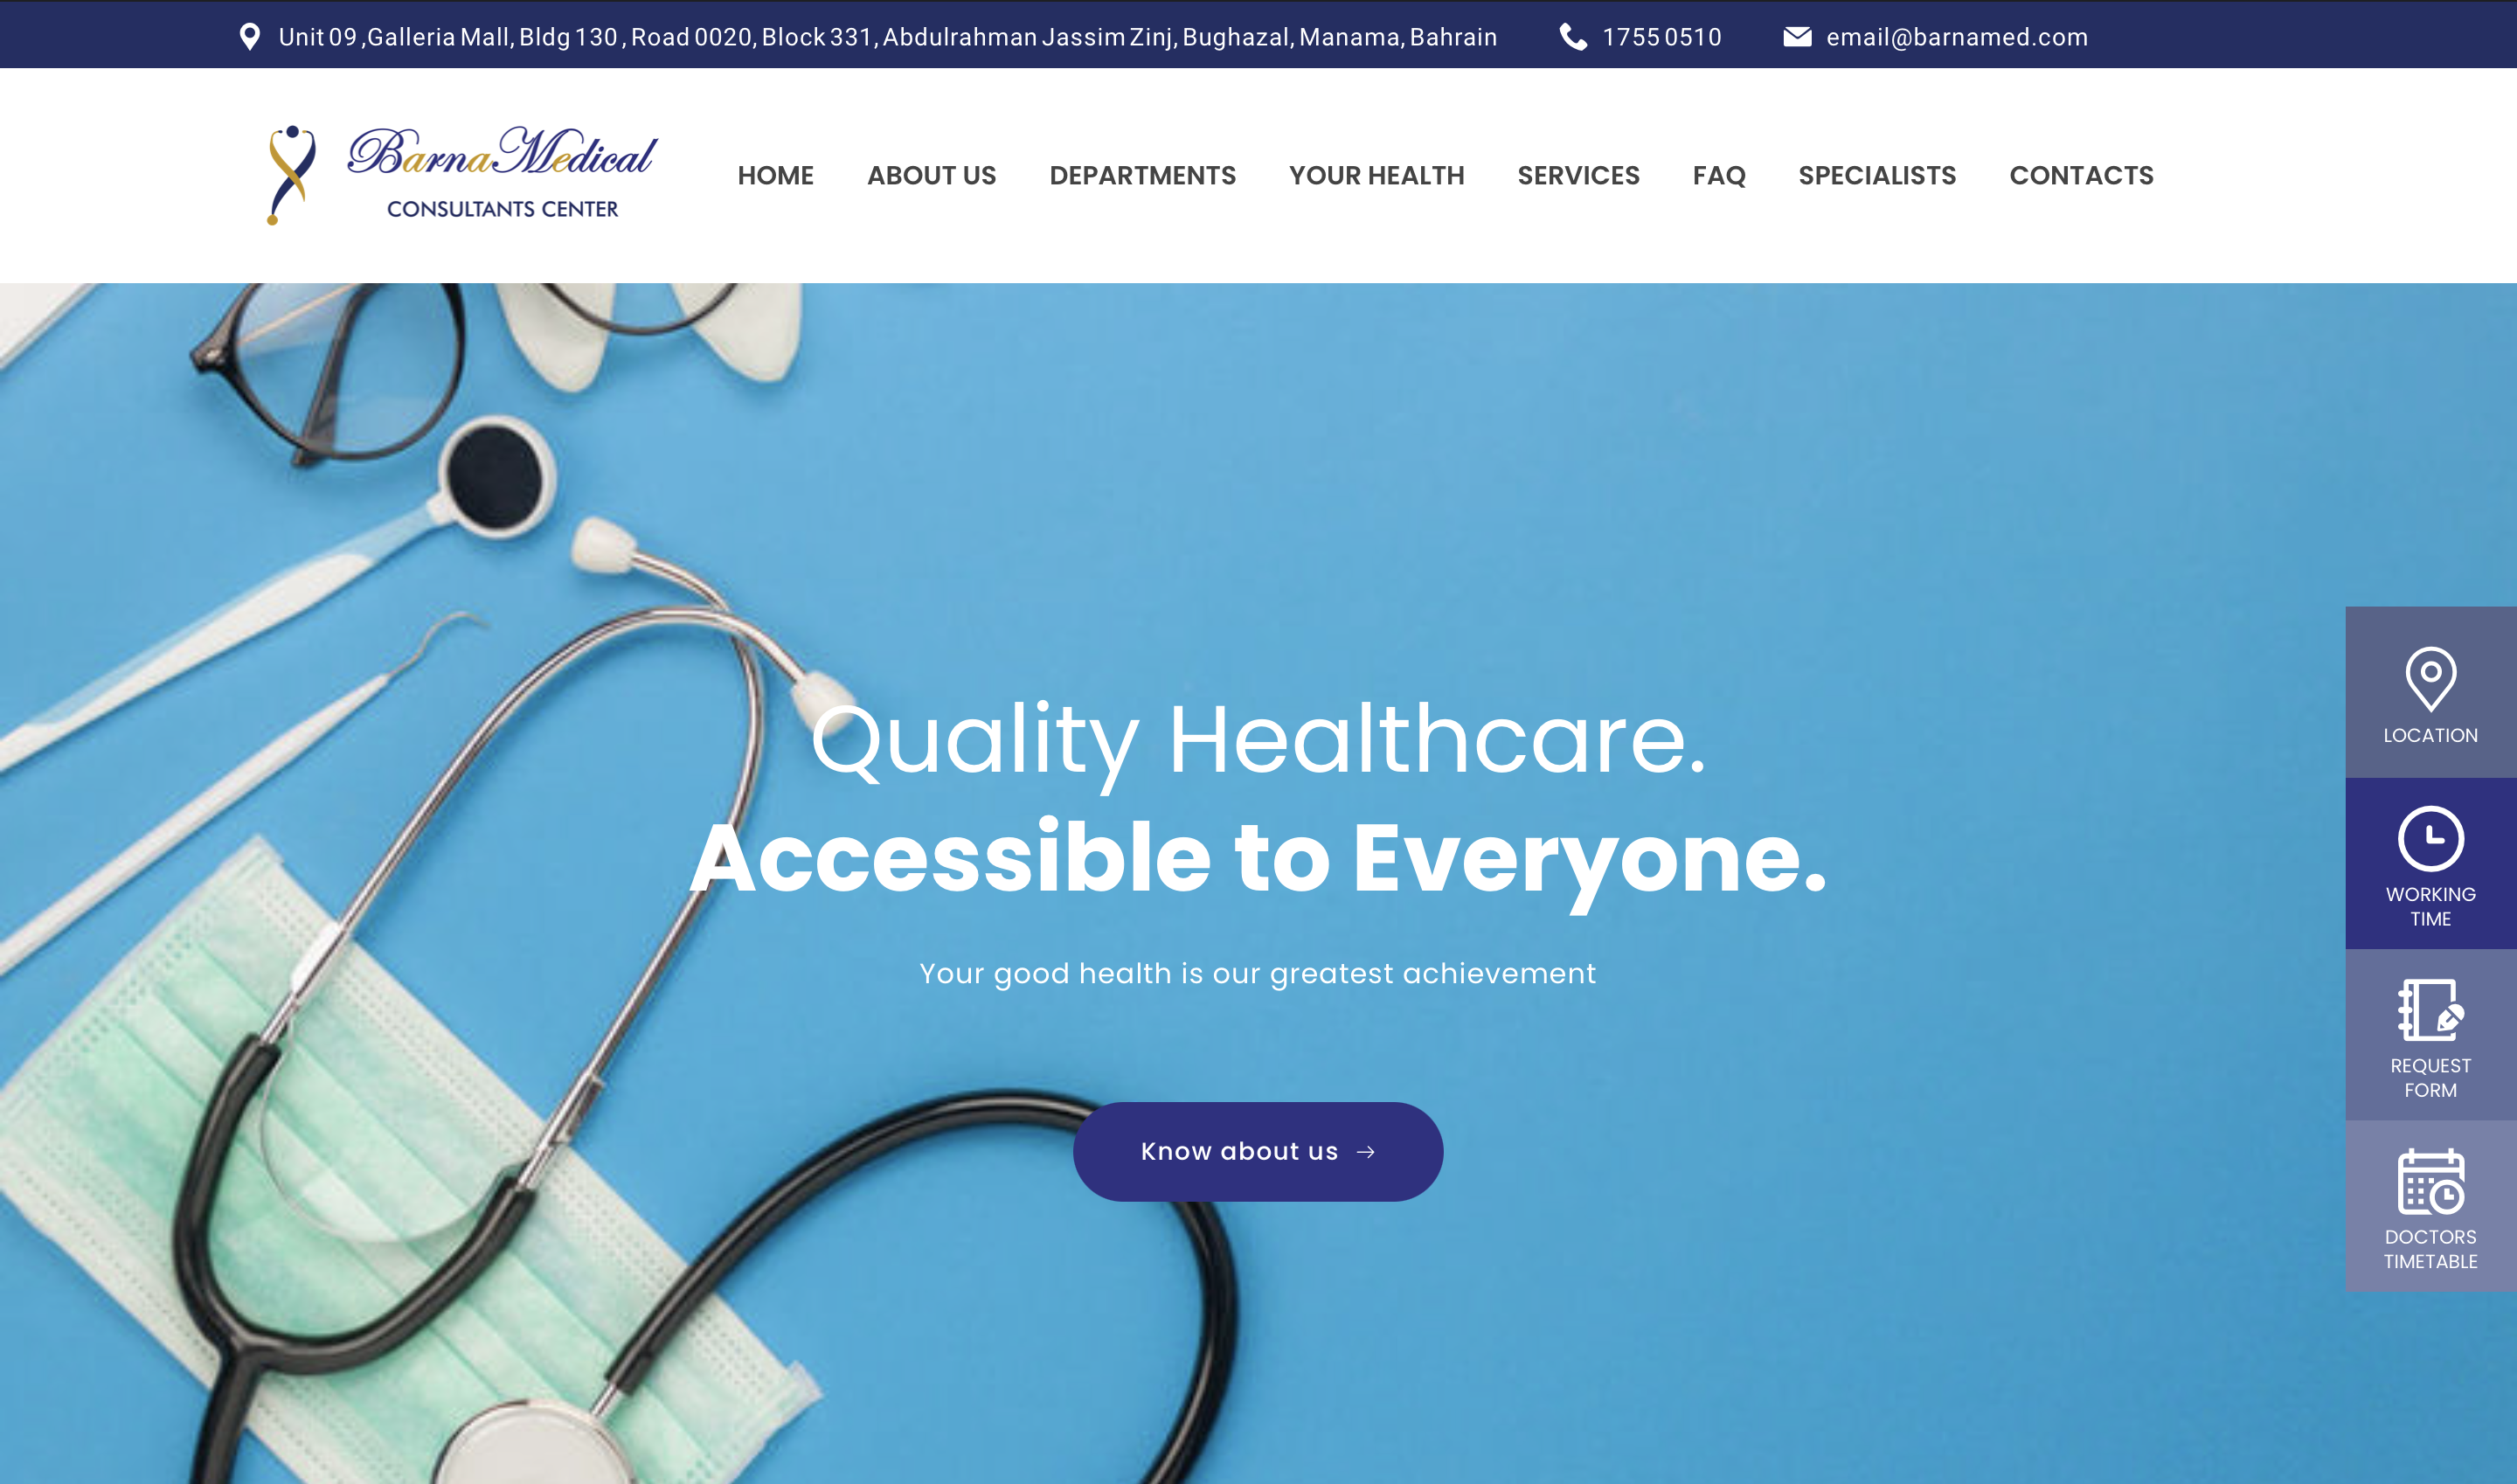 Unit 09 ,Galleria Mall, Bldg 130 , Road 0020, Block 331, Abdulrahman Jassim Zinj, Bughazal, Manama, Bahrain
1755 0510
email@barnamed.com
Barna Medical
CONSULTANTS CENTER
HOME
ABOUT US
DEPARTMENTS
YOUR HEALTH
SERVICES
FAQ
SPECIALISTS
CONTACTS
Quality Healthcare.
Accessible to Everyone.
Your good health is our greatest achievement
Know about us →
LOCATION
WORKING
TIME
REQUEST
FORM
DOCTORS
TIMETABLE